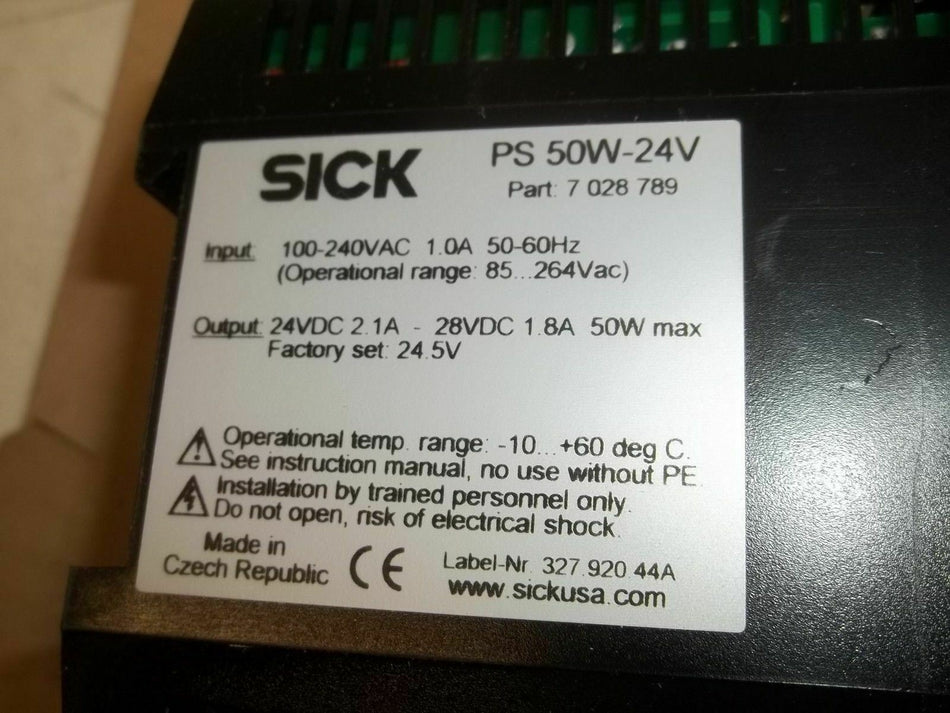 SICK
PS 50W-24V
Part: 7 028 789
Input: 100-240VAC 1.0A 50-60Hz
(Operational range: 85...264Vac)
Output: 24VDC 2.1A - 28VDC 1.8A 50W max
Factory set: 24.5V
Operational temp. range: -10...+60 deg C.
See instruction manual, no use without PE.
Installation by trained personnel only.
Do not open, risk of electrical shock.
Made in
Czech Republic
CE
Label-Nr. 327.920.44A
www.sickusa.com